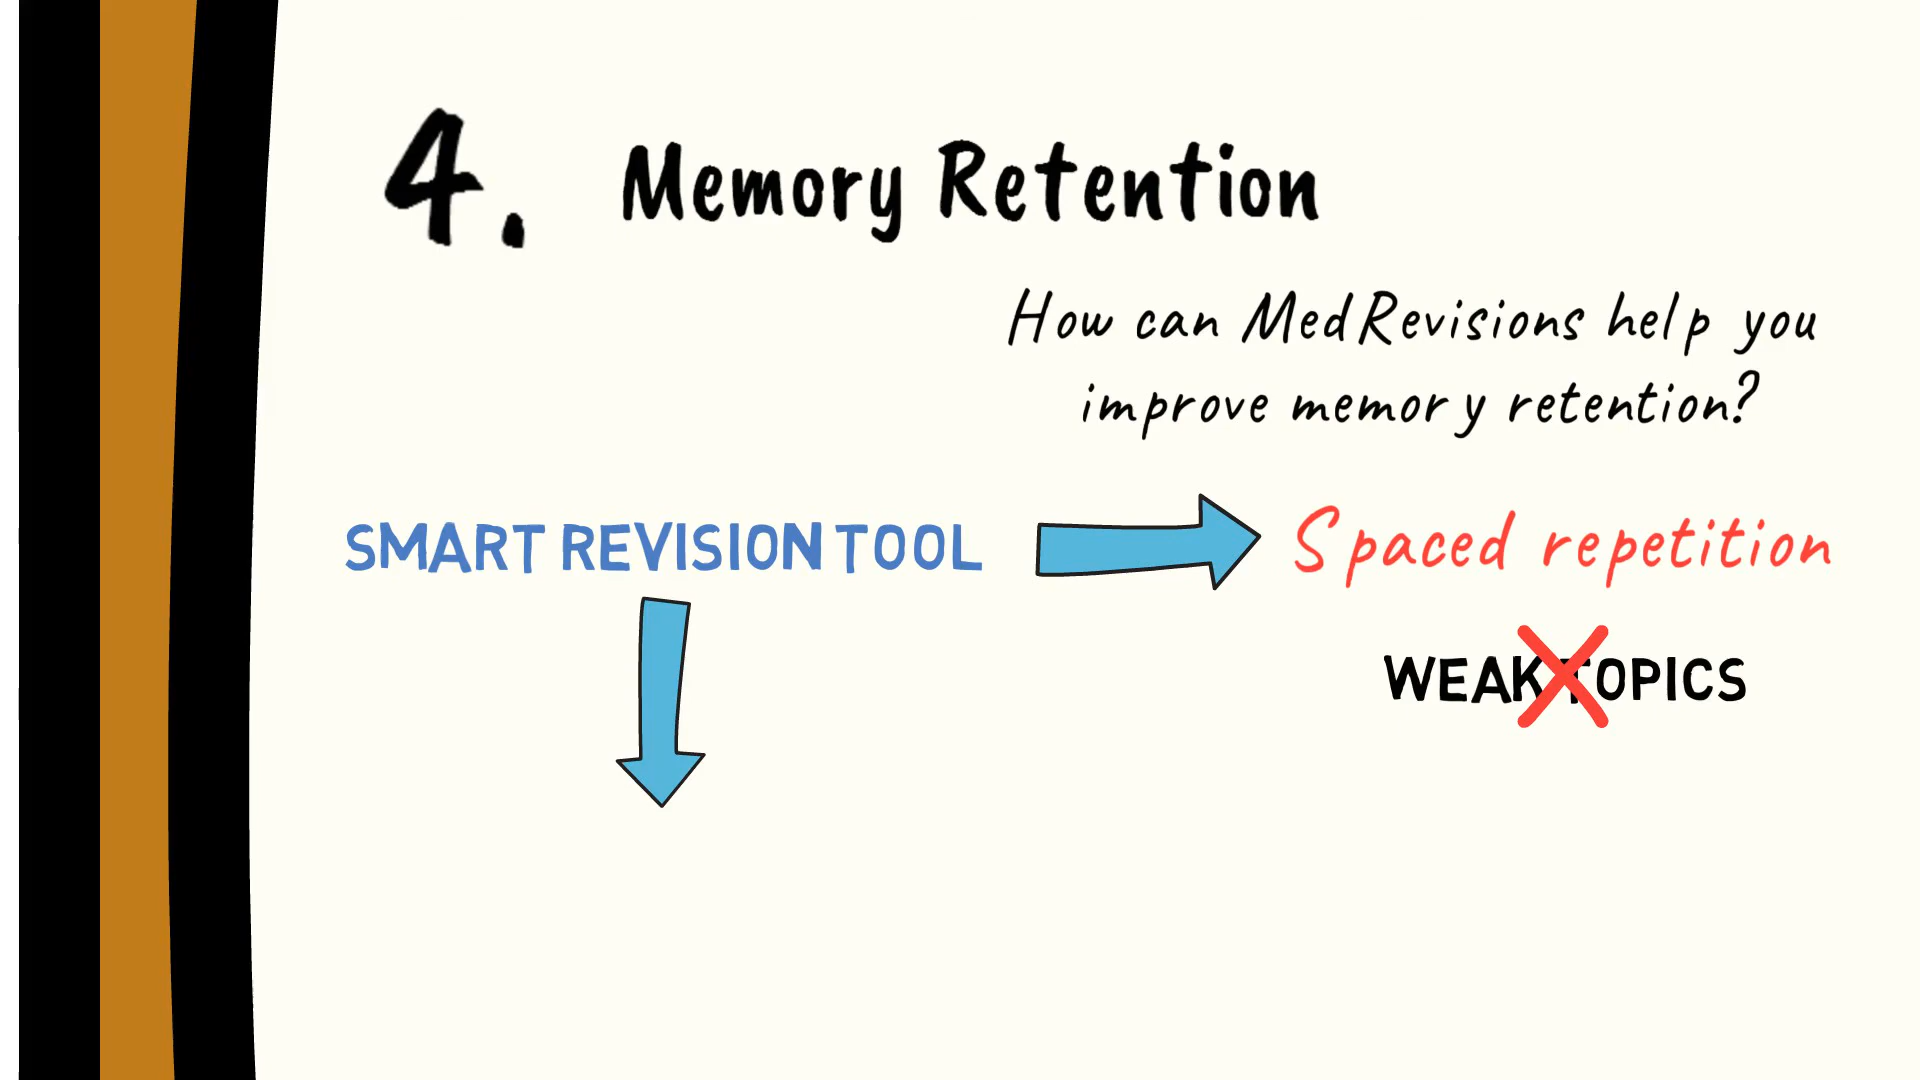 4. Memory Retention
How can MedRevisions help you
improve memory retention?
SMART REVISION TOOL
Spaced repetition
WEAK TOPICS